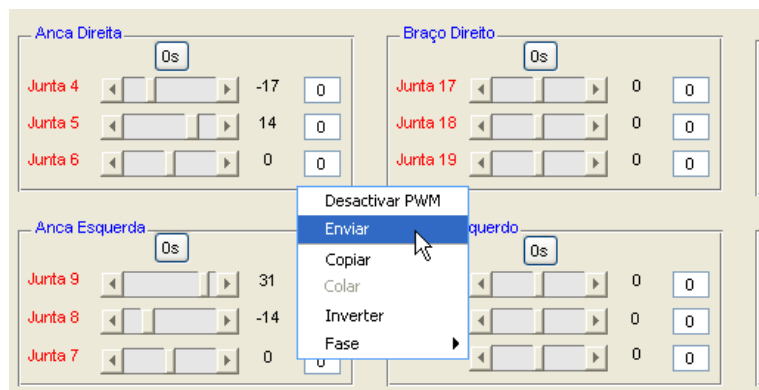 Anca Direita
0s
Junta 4 -17 0
Junta 5 14 0
Junta 6 0 0
Braço Direito
0s
Junta 17 0 0
Junta 18 0 0
Junta 19 0 0
Desactivar PWM
Enviar
Copiar
Colar
Inverter
Fase
Anca Esquerda
0s
Junta 9 31
Junta 8 -14
Junta 7 0 0
querdo
0s
0 0
0 0
0 0